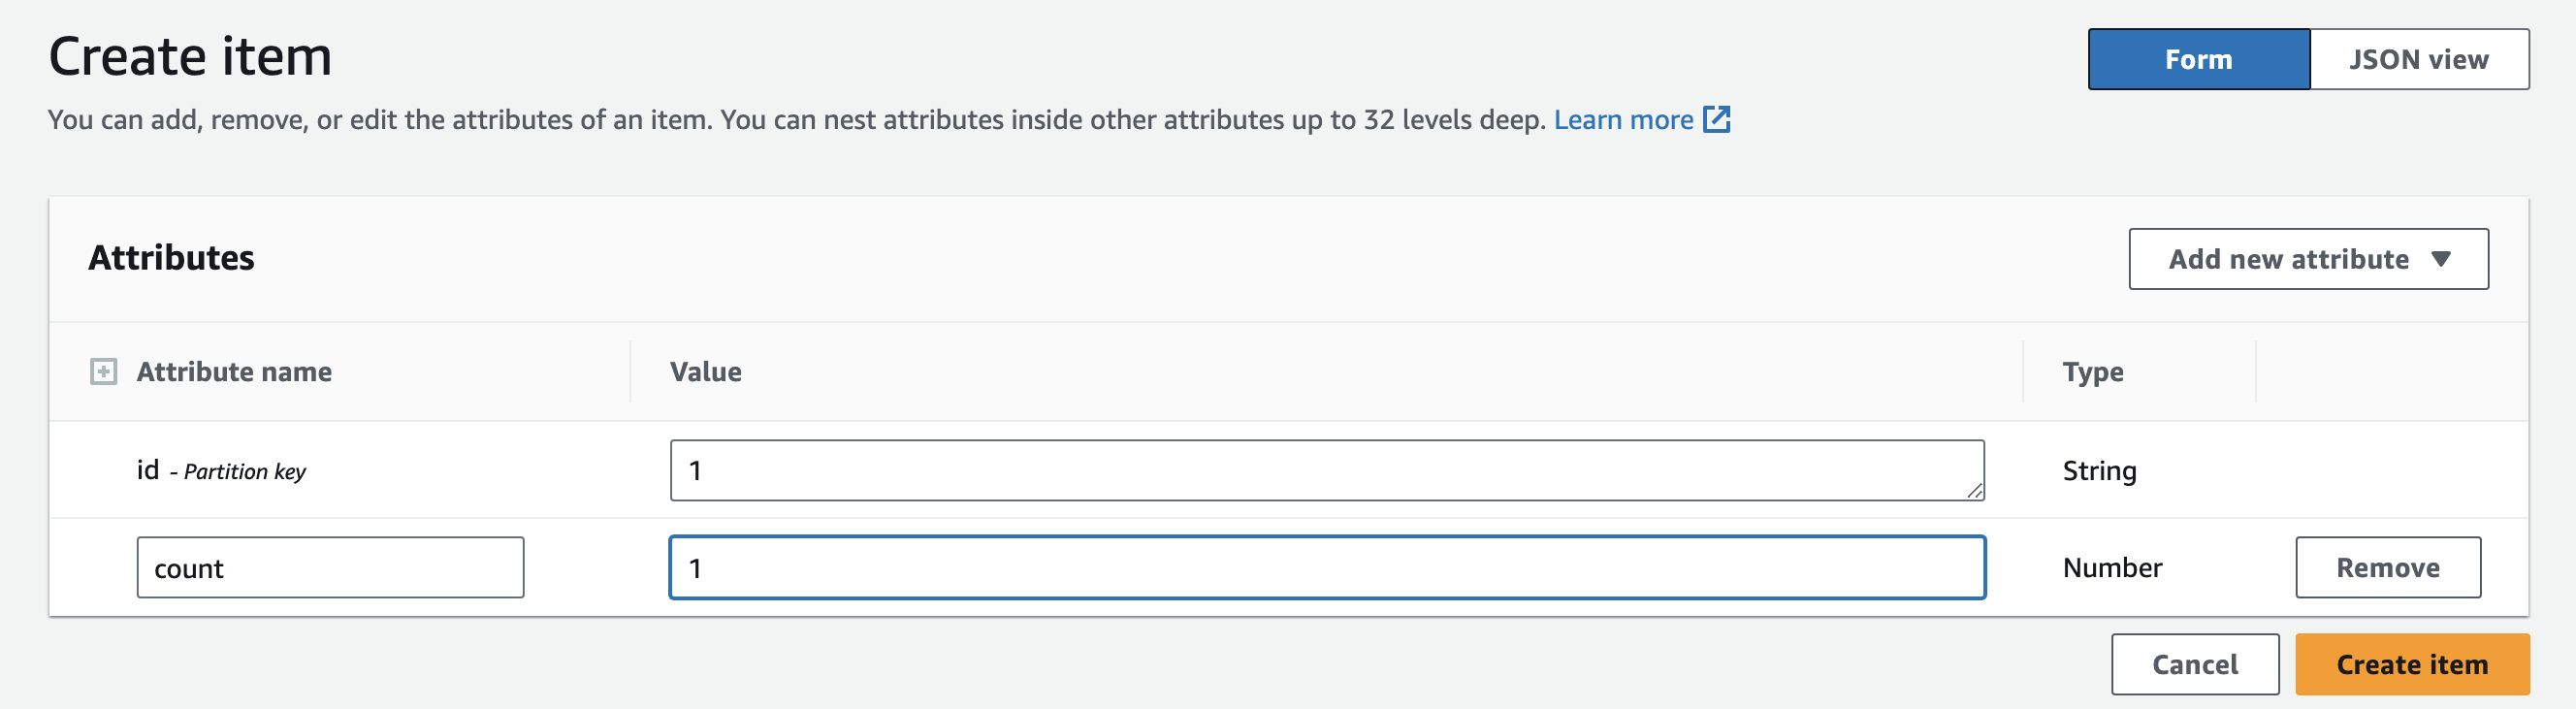 Create item
Form
JSON view
You can add, remove, or edit the attributes of an item. You can nest attributes inside other attributes up to 32 levels deep. Learn more
Attributes
Add new attribute
Attribute name
Value
Type
id - Partition key
1
String
count
1
Number
Remove
Cancel
Create item